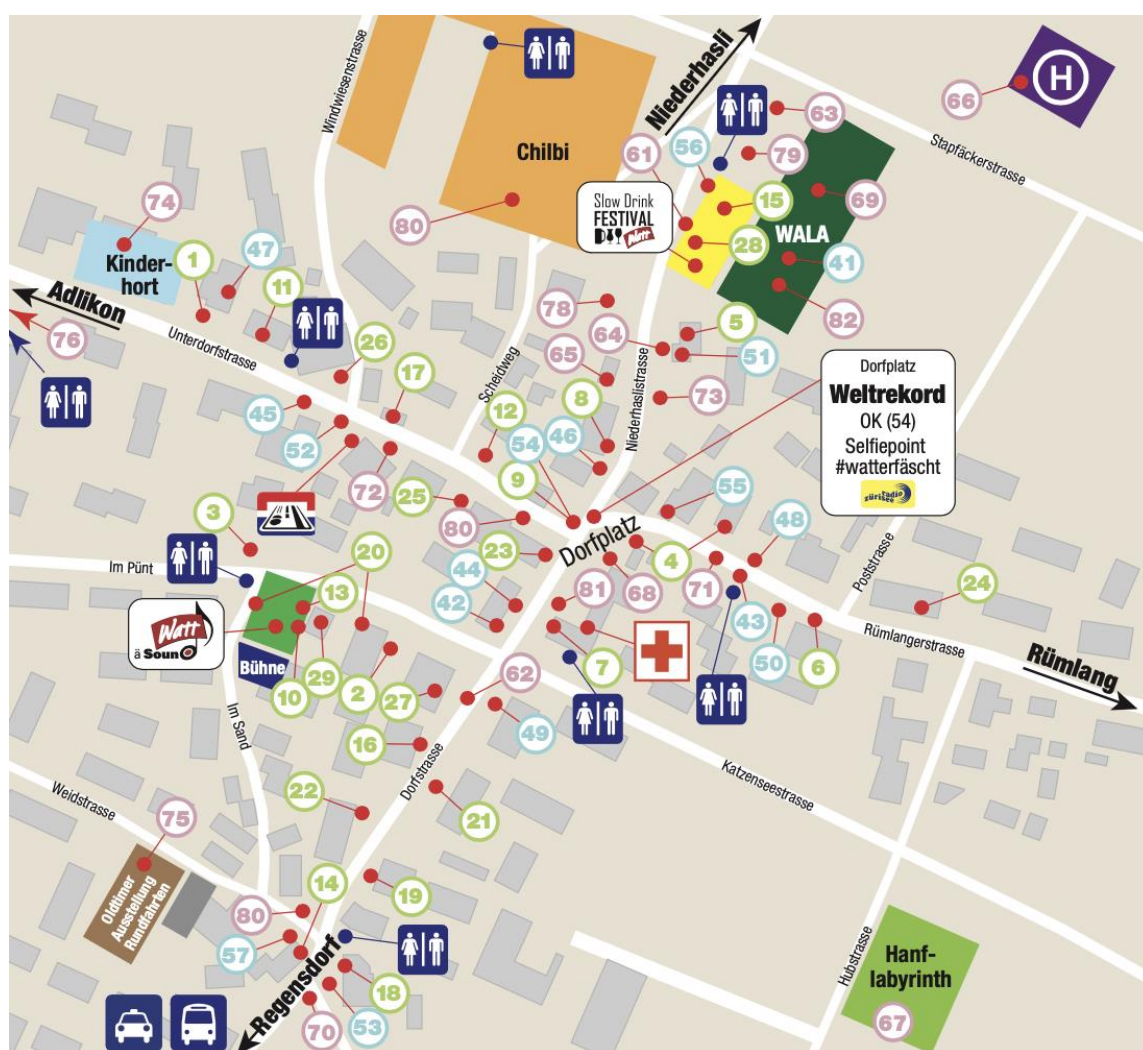 Niederhasli
Windwiesenstrasse
Chilbi
H
66
63
56
61
79
Stapfäckerstrasse
74
80
Slow Drink
FESTIVAL
Watt
15
69
WALA
28
41
Kinder-
hort
1
47
11
Adlikon
76
Unterdorfstrasse
26
17
Scheidweg
78
64
65
5
82
51
Niederhaslistrasse
73
Dorfplatz
Weltrekord
OK (54)
Selfiepoint
#watterfäscht
radio
zürisee
45
52
12
8
54
46
9
72
25
55
48
3
80
23
Dorfplatz
4
71
Poststrasse
Im Pünt
20
13
44
42
81
68
43
24
Watt
ä Soun
Bühne
10
29
2
27
62
7
50
6
Rümlangerstrasse
Rümlang
Im Sand
16
49
Katzenseestrasse
Weidstrasse
22
Dorfstrasse
21
75
Oldtimer
Ausstellung
Rundfahrten
14
19
80
57
Regensdorf
18
70
53
Hubstrasse
Hanf-
labyrinth
67